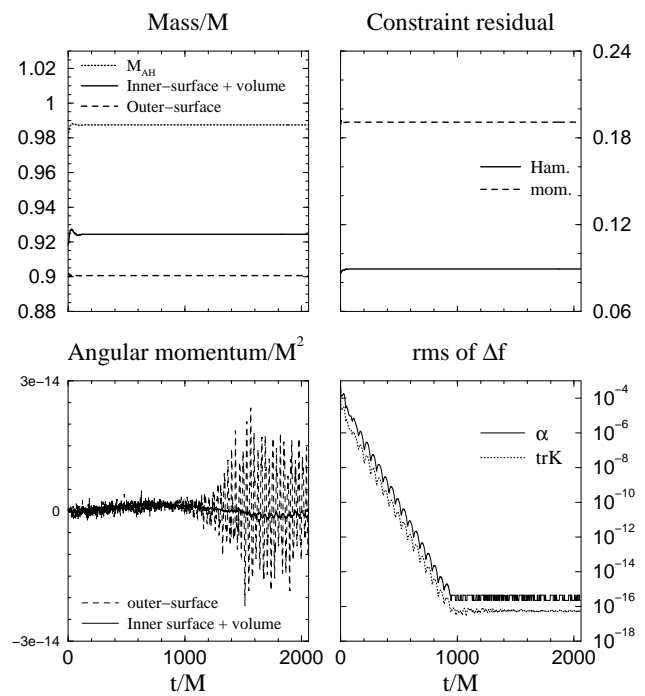 Mass/M
1.03
1
0.98
0.96
0.94
0.92
0.9
0.88
M_AH
Inner−surface + volume
Outer−surface
Constraint residual
0.24
0.18
0.12
0.06
Ham.
mom.
Angular momentum/M^2
3e−14
0
−3e−14
outer−surface
Inner surface + volume
0 1000 2000
t/M
rms of Δf
10^−4
10^−6
10^−8
10^−10
10^−12
10^−14
10^−16
10^−18
α
trK
0 1000 2000
t/M